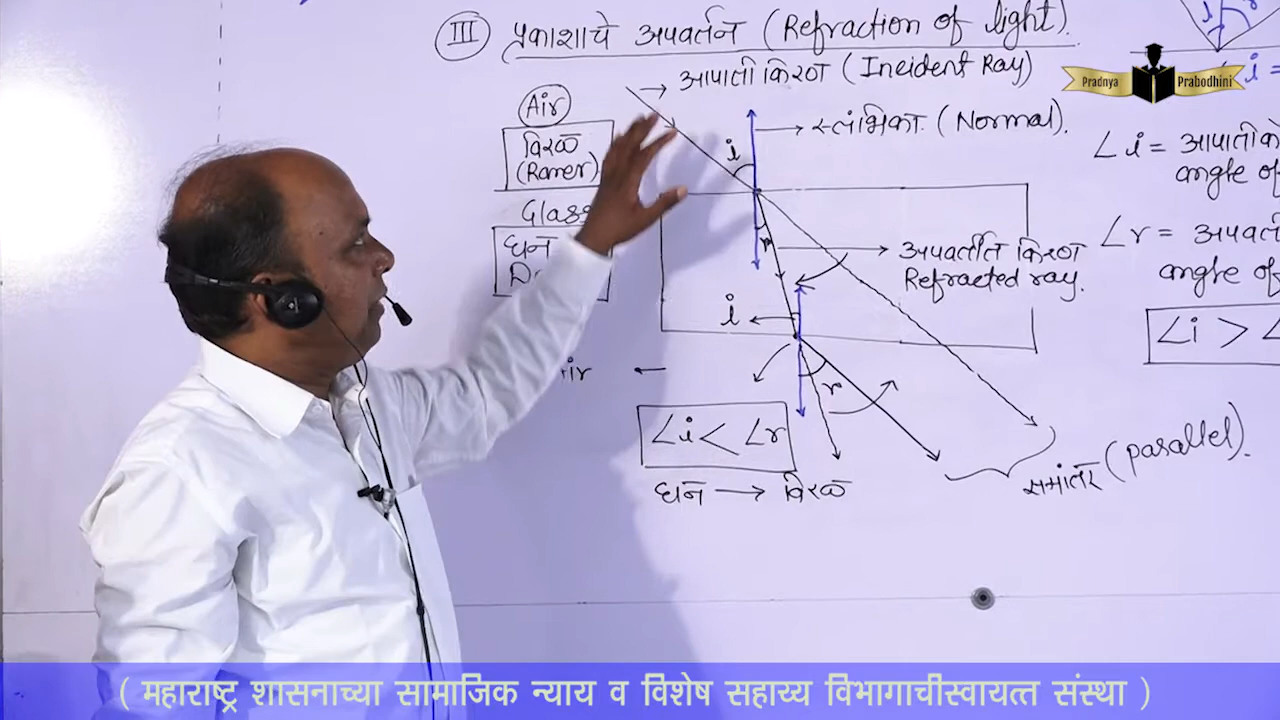 III प्रकाशाचे अपवर्तन (Refraction of light).
आपाती किरण (Incident Ray)
Air
विरळ
(Rarer)
स्तंभिका (Normal).
i
Glass
घन
r
अपवर्तीत किरण
Refracted ray.
i
r
∠i < ∠r
घन → विरळ
समांतर (parallel).
i =
∠i = आपाती
angle of
∠r =
angle of
∠i > ∠
Pradnya Prabodhini
( महाराष्ट्र शासनाच्या सामाजिक न्याय व विशेष सहाय्य विभागाचीस्वायत्त संस्था )